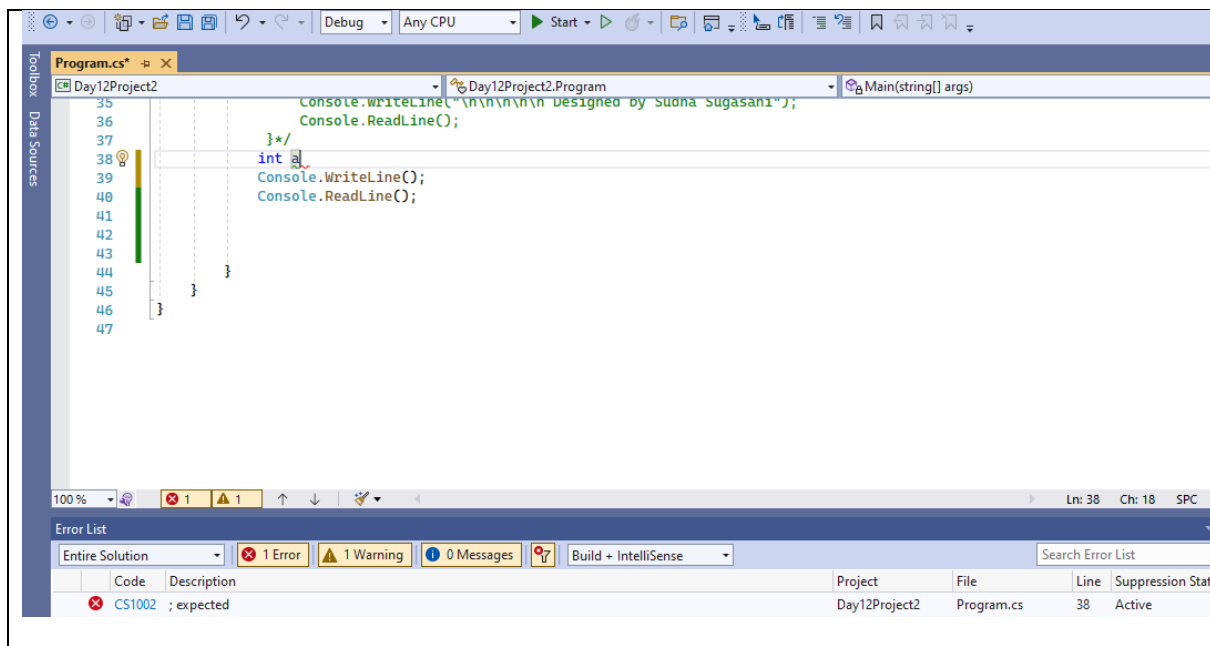 Debug Any CPU Start
Toolbox
Data Sources
Program.cs*
C# Day12Project2 Day12Project2.Program Main(string[] args)
35 Console.WriteLine("\n\n\n\n\n Designed by Sudha Sugasani");
36 Console.ReadLine();
37 }*/
38 int a
39 Console.WriteLine();
40 Console.ReadLine();
41
42
43
44 }
45 }
46 }
47
100 % 1 1 Ln: 38 Ch: 18 SPC
Error List
Entire Solution 1 Error 1 Warning 0 Messages Build + IntelliSense Search Error List
Code Description Project File Line Suppression Stat
CS1002 ; expected Day12Project2 Program.cs 38 Active